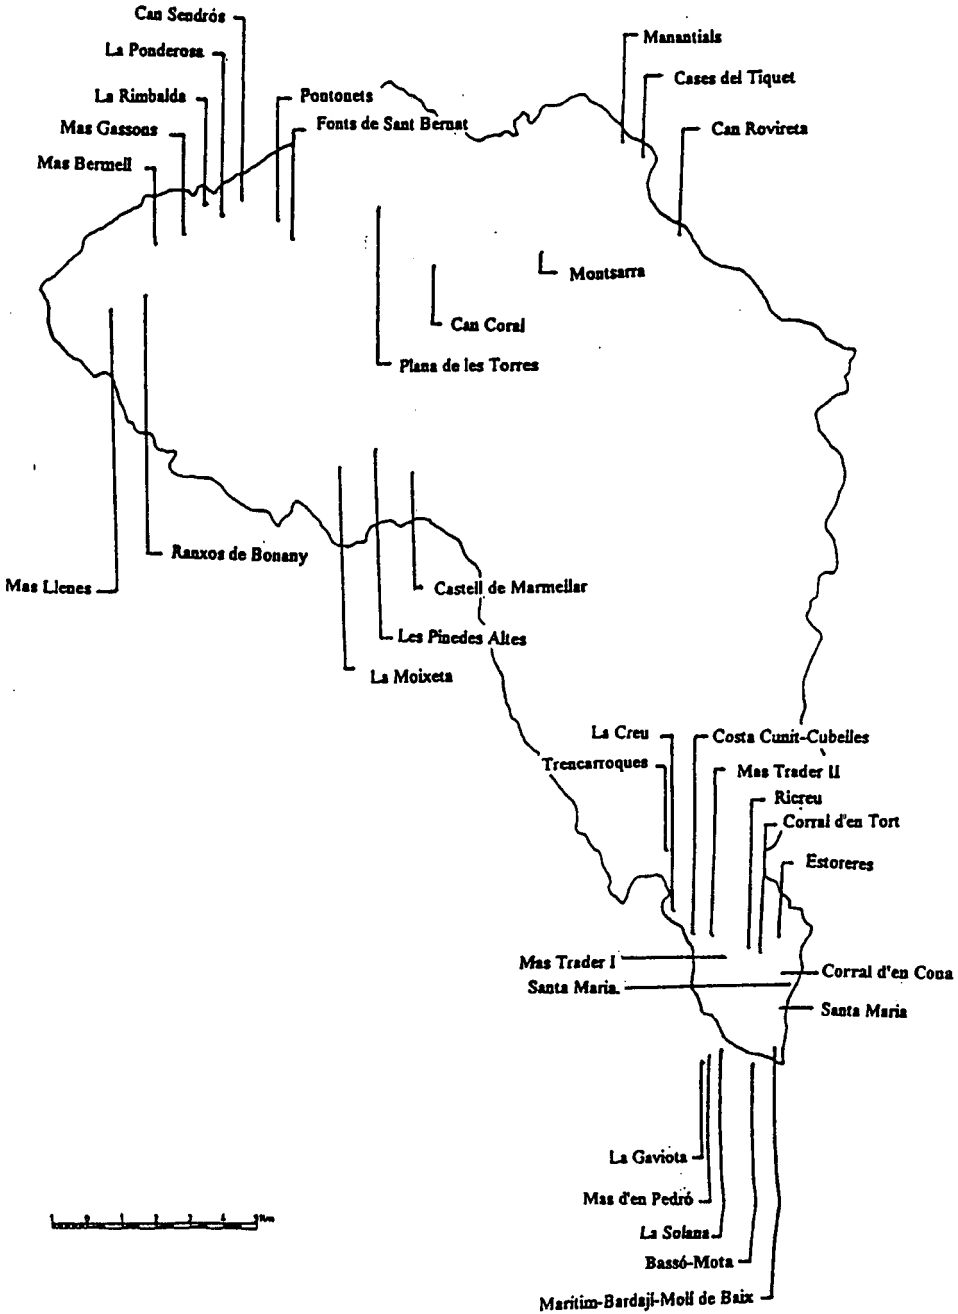 Can Sendrós
La Ponderosa
La Rimbalda
Mas Gassons
Mas Bermell
Pontonets
Fonts de Sant Bernat
Manantials
Cases del Tiquet
Can Rovireta
Montsarra
Can Coral
Plana de les Torres
Ranxos de Bonany
Mas Llenes
Castell de Marmellar
Les Pinedes Altes
La Moixeta
La Creu
Costa Cunit-Cubelles
Trencarroques
Mas Trader II
Ricreu
Corral d'en Tort
Estoreres
Mas Trader I
Corral d'en Cona
Santa Maria
Santa Maria
La Gaviota
Mas d'en Pedró
La Solana
Bassó-Mota
Marítim-Bardají-Molí de Baix